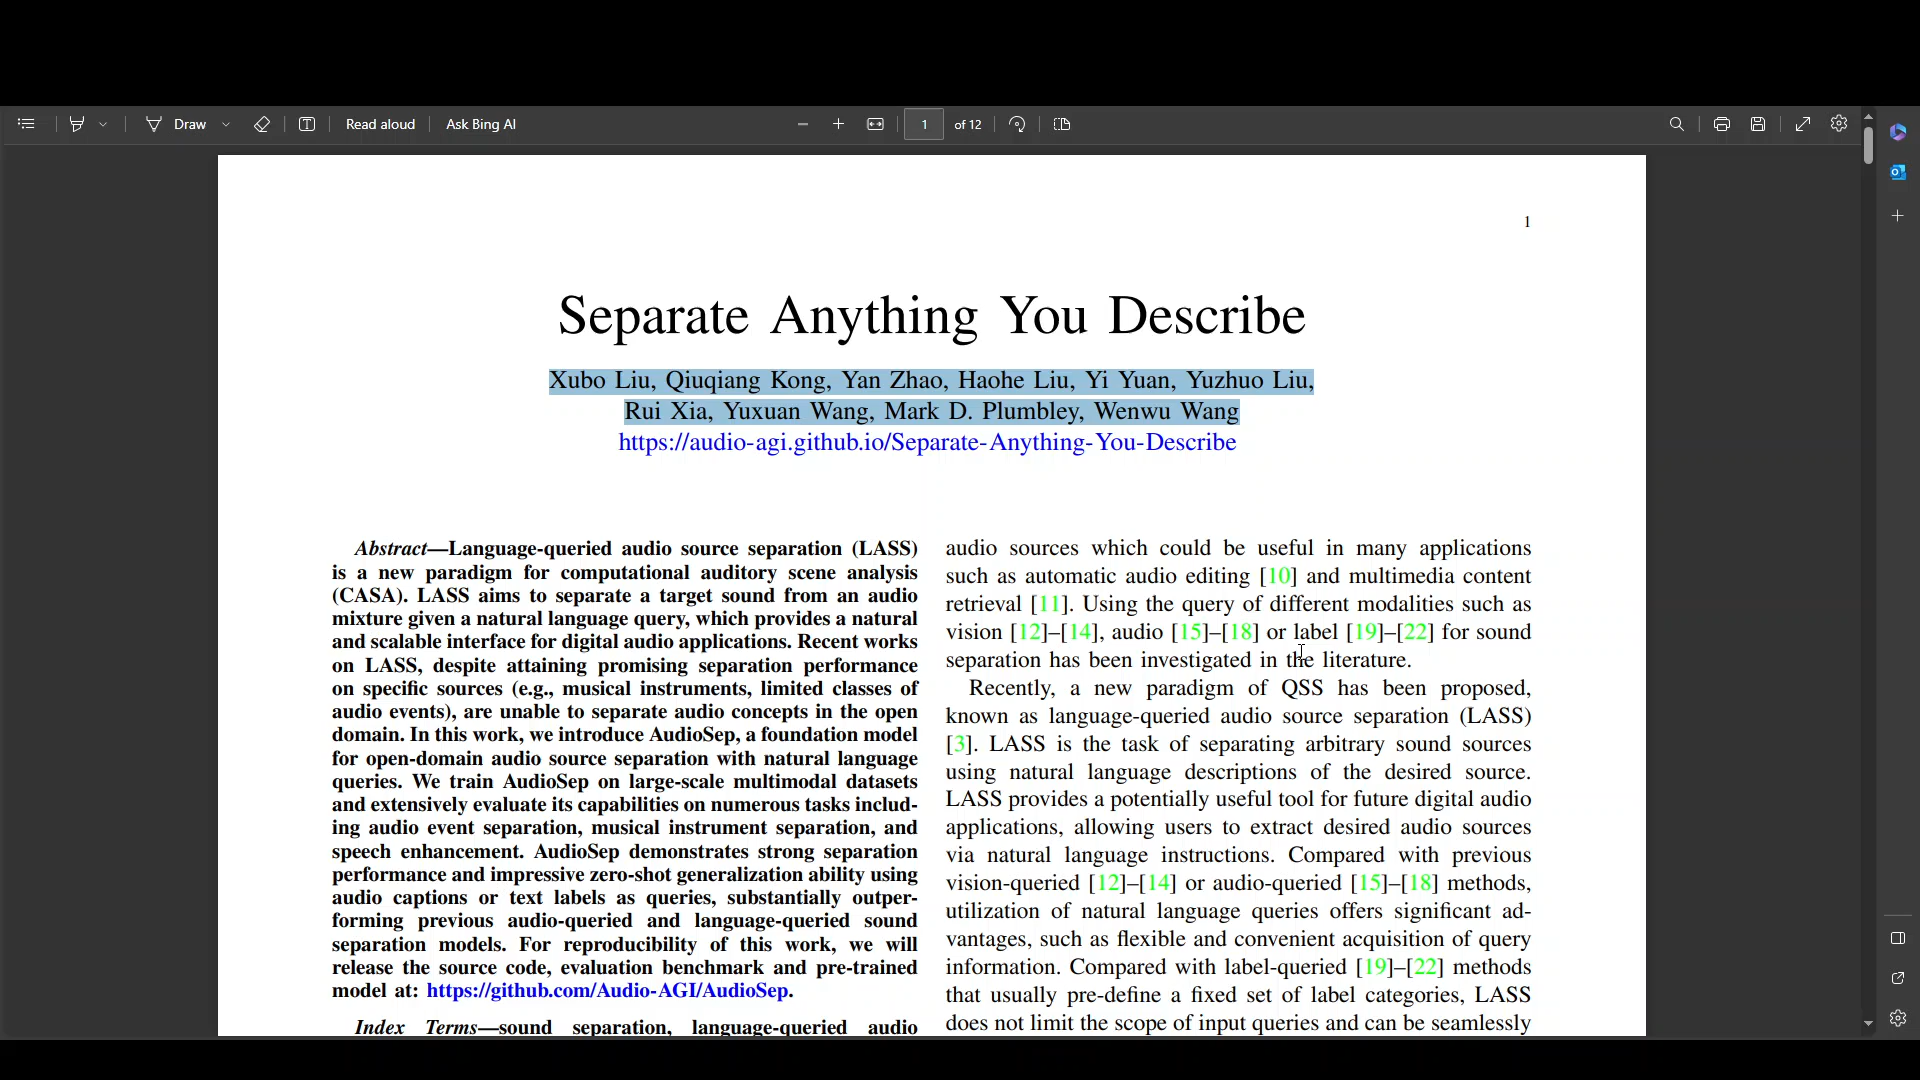 Draw
Read aloud
Ask Bing AI
1
of 12
1
Separate Anything You Describe
Xubo Liu, Qiuqiang Kong, Yan Zhao, Haohe Liu, Yi Yuan, Yuzhuo Liu,
Rui Xia, Yuxuan Wang, Mark D. Plumbley, Wenwu Wang
https://audio-agi.github.io/Separate-Anything-You-Describe
Abstract—Language-queried audio source separation (LASS)
is a new paradigm for computational auditory scene analysis
(CASA). LASS aims to separate a target sound from an audio
mixture given a natural language query, which provides a natural
and scalable interface for digital audio applications. Recent works
on LASS, despite attaining promising separation performance
on specific sources (e.g., musical instruments, limited classes of
audio events), are unable to separate audio concepts in the open
domain. In this work, we introduce AudioSep, a foundation model
for open-domain audio source separation with natural language
queries. We train AudioSep on large-scale multimodal datasets
and extensively evaluate its capabilities on numerous tasks includ-
ing audio event separation, musical instrument separation, and
speech enhancement. AudioSep demonstrates strong separation
performance and impressive zero-shot generalization ability using
audio captions or text labels as queries, substantially outper-
forming previous audio-queried and language-queried sound
separation models. For reproducibility of this work, we will
release the source code, evaluation benchmark and pre-trained
model at: https://github.com/Audio-AGI/AudioSep.
Index Terms—sound separation, language-queried audio
audio sources which could be useful in many applications
such as automatic audio editing [10] and multimedia content
retrieval [11]. Using the query of different modalities such as
vision [12]–[14], audio [15]–[18] or label [19]–[22] for sound
separation has been investigated in the literature.
Recently, a new paradigm of QSS has been proposed,
known as language-queried audio source separation (LASS)
[3]. LASS is the task of separating arbitrary sound sources
using natural language descriptions of the desired source.
LASS provides a potentially useful tool for future digital audio
applications, allowing users to extract desired audio sources
via natural language instructions. Compared with previous
vision-queried [12]–[14] or audio-queried [15]–[18] methods,
utilization of natural language queries offers significant ad-
vantages, such as flexible and convenient acquisition of query
information. Compared with label-queried [19]–[22] methods
that usually pre-define a fixed set of label categories, LASS
does not limit the scope of input queries and can be seamlessly